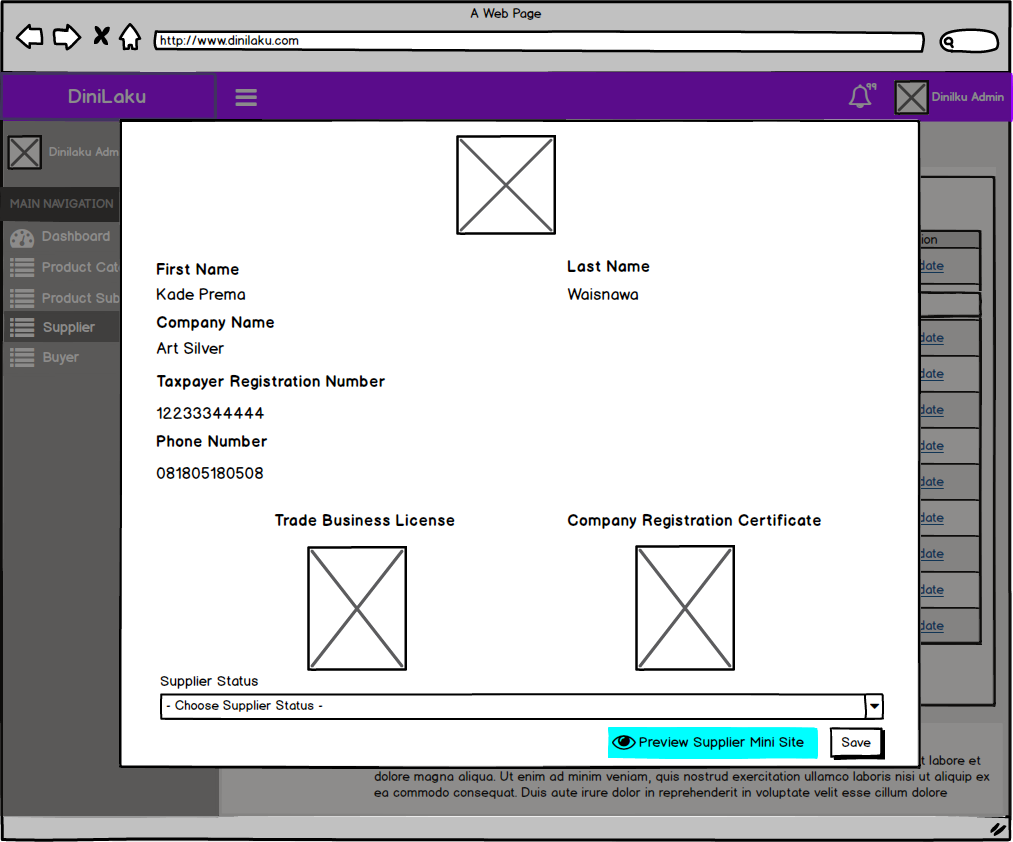 A Web Page
http://www.dinilaku.com
DiniLaku
99
Dinilku Admin
Dinilaku Adm
MAIN NAVIGATION
Dashboard
Product Cat
Product Sub
Supplier
Buyer
First Name
Last Name
Kade Prema
Waisnawa
Company Name
Art Silver
Taxpayer Registration Number
12233344444
Phone Number
081805180508
Trade Business License
Company Registration Certificate
Supplier Status
- Choose Supplier Status -
Preview Supplier Mini Site
Save
ion
date
date
date
date
date
date
date
date
date
date
t labore et
dolore magna aliqua. Ut enim ad minim veniam, quis nostrud exercitation ullamco laboris nisi ut aliquip ex
ea commodo consequat. Duis aute irure dolor in reprehenderit in voluptate velit esse cillum dolore